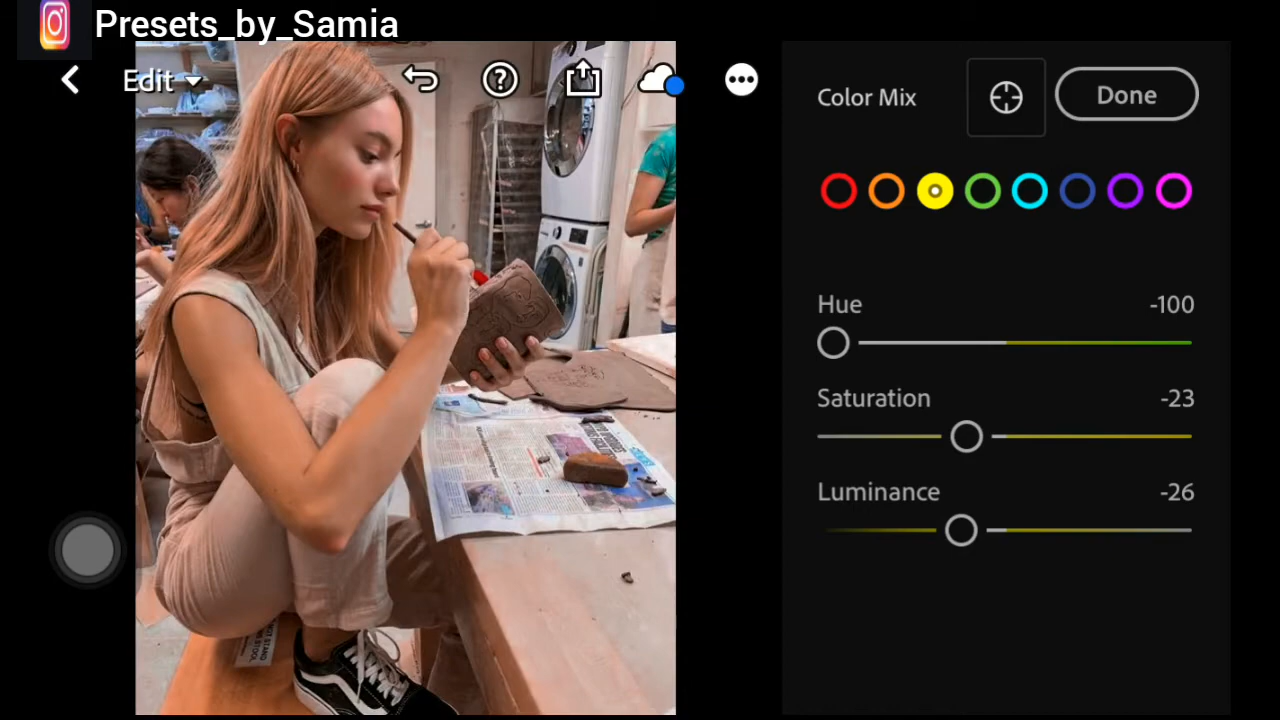 Presets_by_Samia
Edit
Color Mix
Done
Hue
-100
Saturation
-23
Luminance
-26